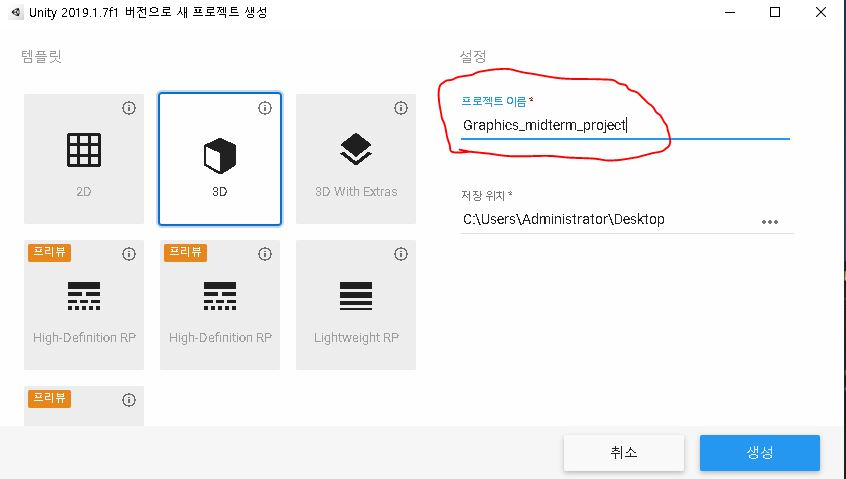 Unity 2019.1.7f1 버전으로 새 프로젝트 생성
템플릿
2D
3D
3D With Extras
프리뷰
High-Definition RP
프리뷰
High-Definition RP
Lightweight RP
프리뷰
설정
프로젝트 이름 *
Graphics_midterm_project
저장 위치 *
C:\Users\Administrator\Desktop
취소
생성